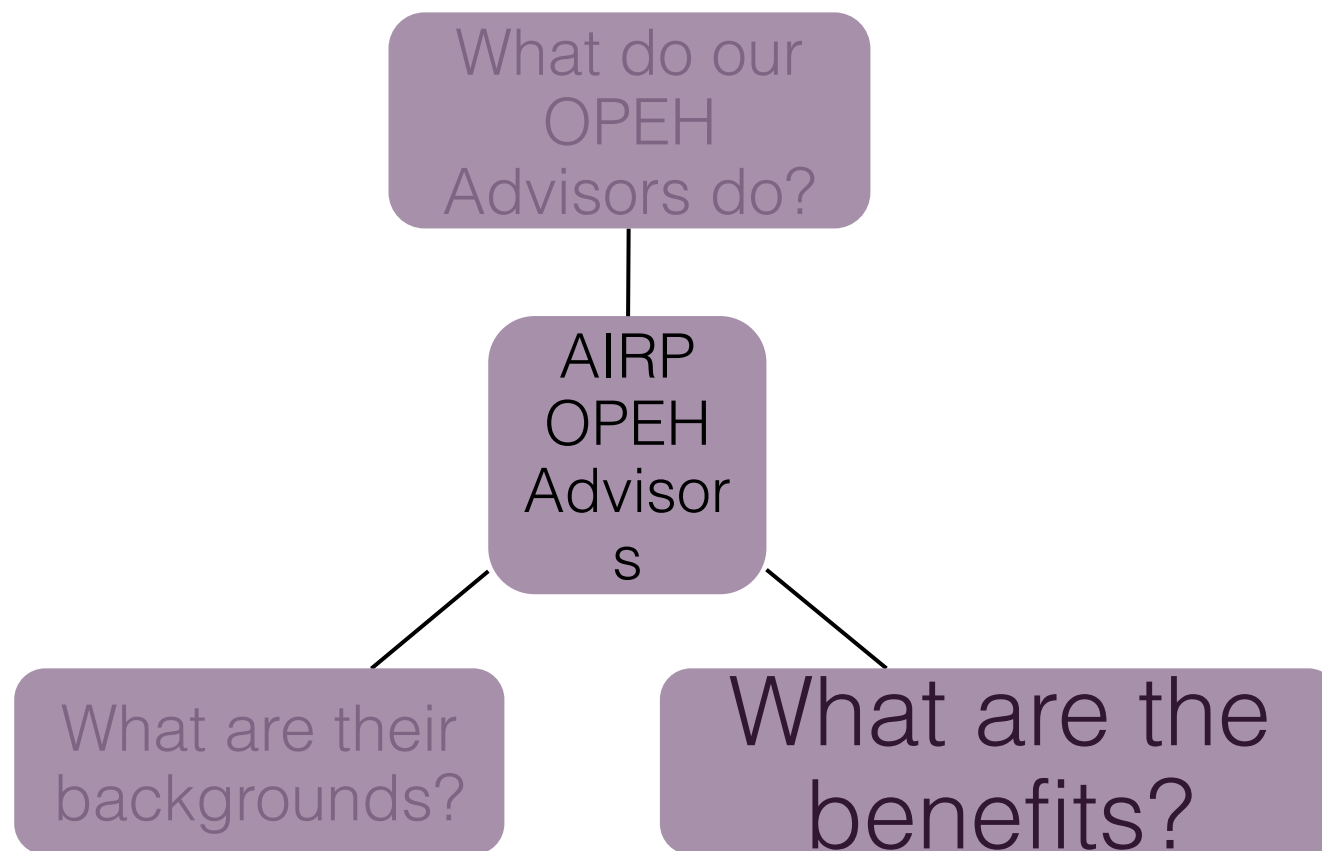 What do our
OPEH
Advisors do?
AIRP
OPEH
Advisor
s
What are their
backgrounds?
What are the
benefits?